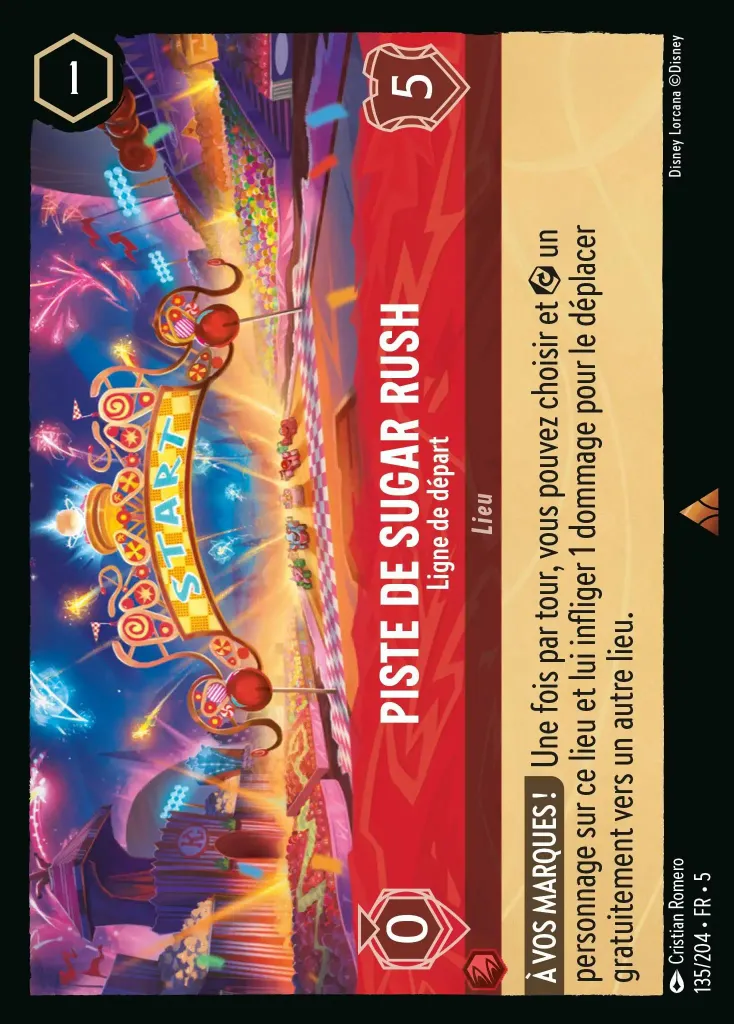 1
START
PISTE DE SUGAR RUSH
5
Ligne de départ
0
Lieu
À VOS MARQUES ! Une fois par tour, vous pouvez choisir et un
personnage sur ce lieu et lui infliger 1 dommage pour le déplacer
gratuitement vers un autre lieu.
Cristian Romero
135/204 • FR • 5
Disney Lorcana ©Disney